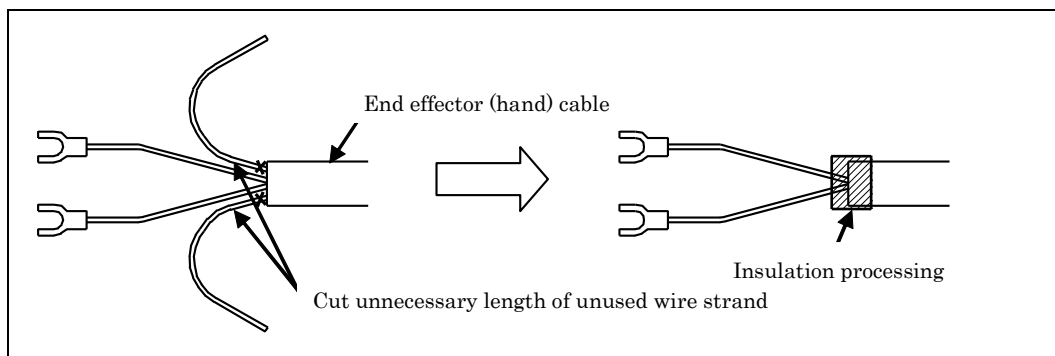 End effector (hand) cable
Insulation processing
Cut unnecessary length of unused wire strand